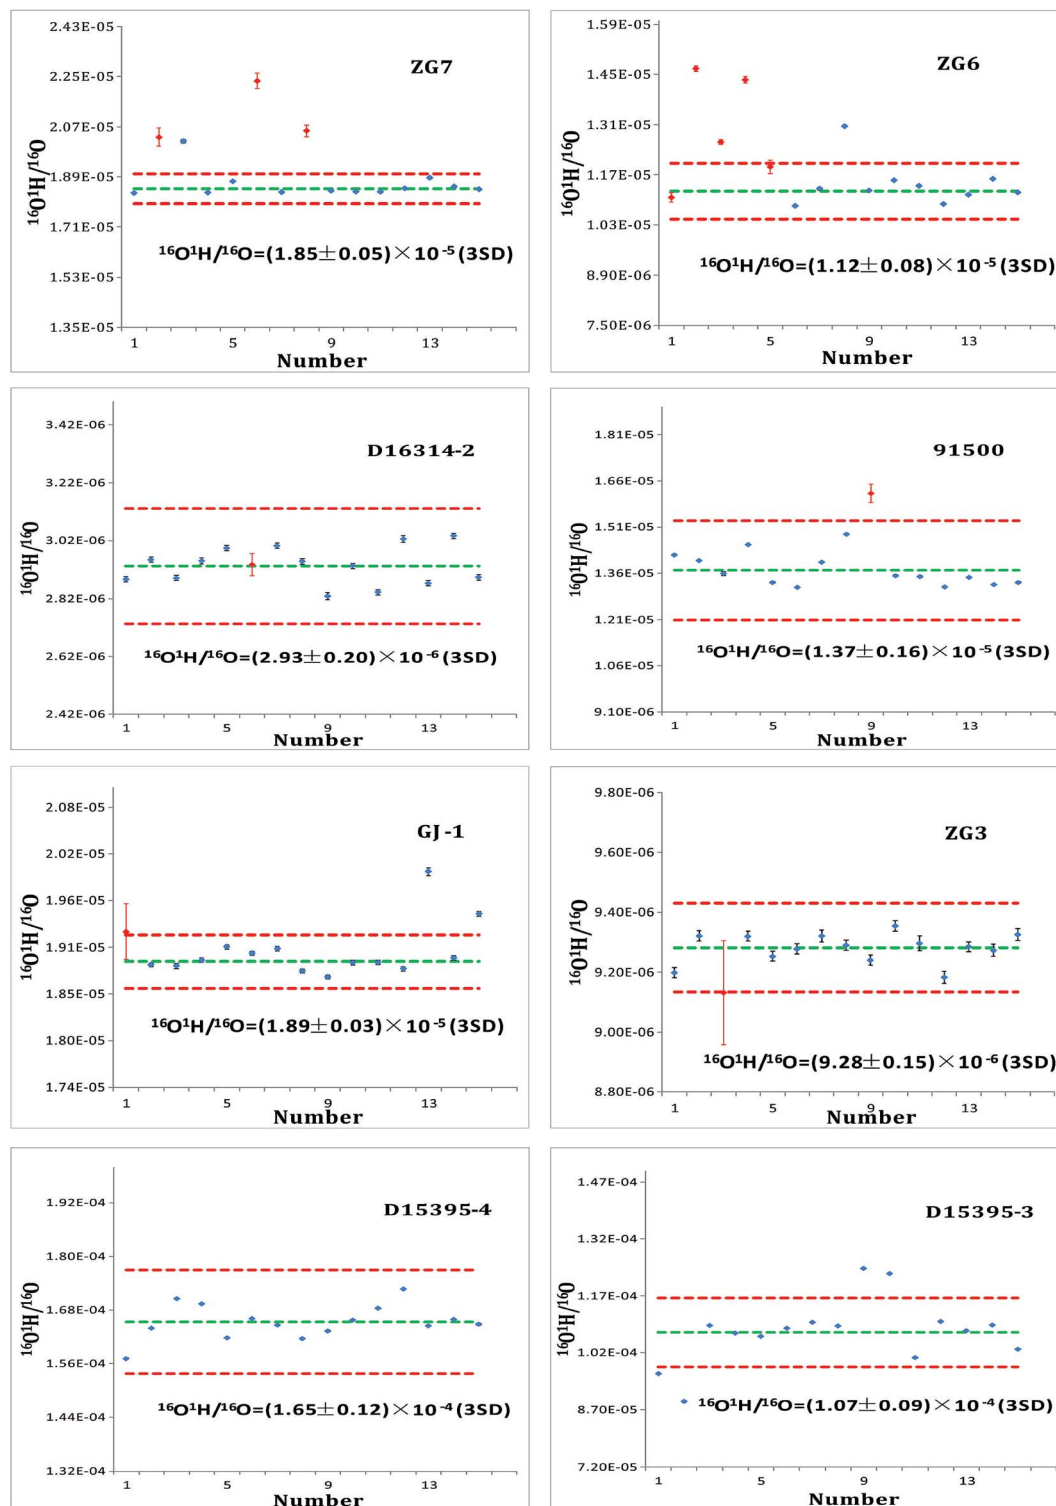 2.43E-05
2.25E-05
2.07E-05
1.89E-05
1.71E-05
1.53E-05
1.35E-05
¹⁶O¹H/¹⁶O
ZG7
¹⁶O¹H/¹⁶O=(1.85±0.05)×10⁻⁵(3SD)
1 5 9 13
Number
1.59E-05
1.45E-05
1.31E-05
1.17E-05
1.03E-05
8.90E-06
7.50E-06
¹⁶O¹H/¹⁶O
ZG6
¹⁶O¹H/¹⁶O=(1.12±0.08)×10⁻⁵(3SD)
1 5 9 13
Number
3.42E-06
3.22E-06
3.02E-06
2.82E-06
2.62E-06
2.42E-06
¹⁶O¹H/¹⁶O
D16314-2
¹⁶O¹H/¹⁶O=(2.93±0.20)×10⁻⁶(3SD)
1 5 9 13
Number
1.81E-05
1.66E-05
1.51E-05
1.36E-05
1.21E-05
1.06E-05
9.10E-06
¹⁶O¹H/¹⁶O
91500
¹⁶O¹H/¹⁶O=(1.37±0.16)×10⁻⁵(3SD)
1 5 9 13
Number
2.08E-05
2.02E-05
1.96E-05
1.91E-05
1.85E-05
1.80E-05
1.74E-05
¹⁶O¹H/¹⁶O
GJ-1
¹⁶O¹H/¹⁶O=(1.89±0.03)×10⁻⁵(3SD)
1 5 9 13
Number
9.80E-06
9.60E-06
9.40E-06
9.20E-06
9.00E-06
8.80E-06
¹⁶O¹H/¹⁶O
ZG3
¹⁶O¹H/¹⁶O=(9.28±0.15)×10⁻⁶(3SD)
1 5 9 13
Number
1.92E-04
1.80E-04
1.68E-04
1.56E-04
1.44E-04
1.32E-04
¹⁶O¹H/¹⁶O
D15395-4
¹⁶O¹H/¹⁶O=(1.65±0.12)×10⁻⁴(3SD)
1 5 9 13
Number
1.47E-04
1.32E-04
1.17E-04
1.02E-04
8.70E-05
7.20E-05
¹⁶O¹H/¹⁶O
D15395-3
¹⁶O¹H/¹⁶O=(1.07±0.09)×10⁻⁴(3SD)
1 5 9 13
Number